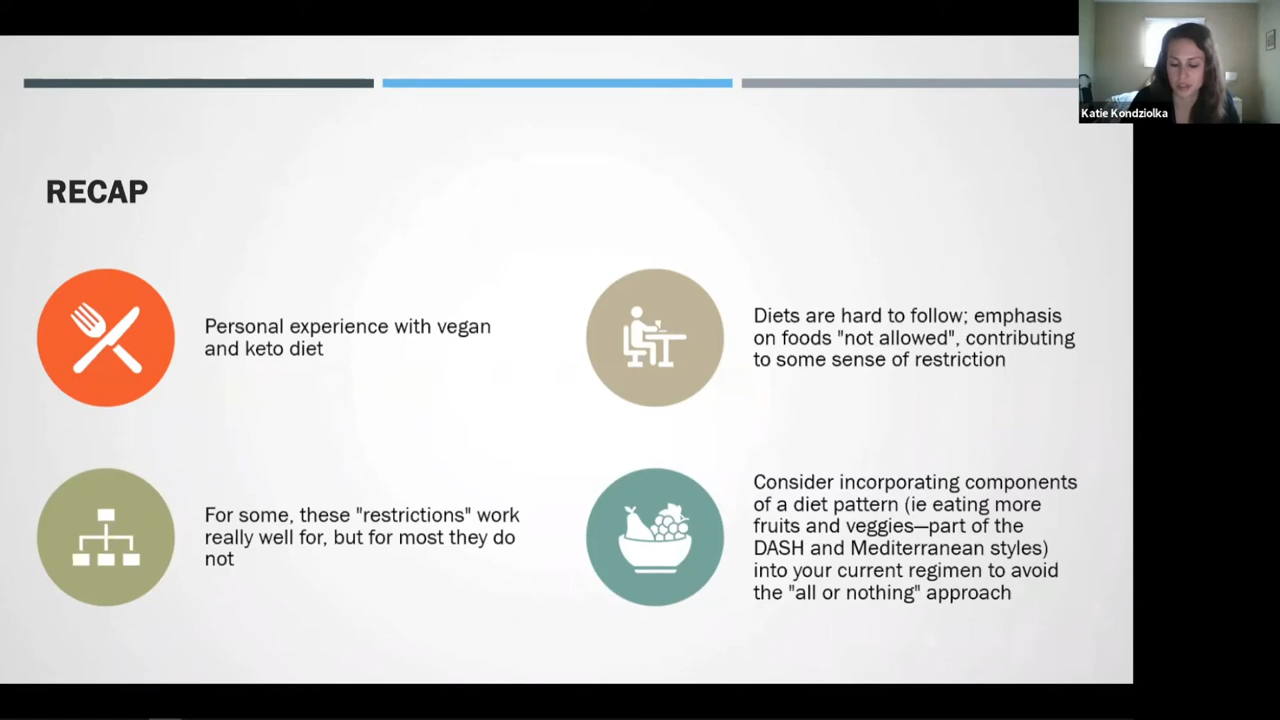 Katie Kondziolka
RECAP
Personal experience with vegan
and keto diet
Diets are hard to follow; emphasis
on foods "not allowed", contributing
to some sense of restriction
For some, these "restrictions" work
really well for, but for most they do
not
Consider incorporating components
of a diet pattern (ie eating more
fruits and veggies—part of the
DASH and Mediterranean styles)
into your current regimen to avoid
the "all or nothing" approach